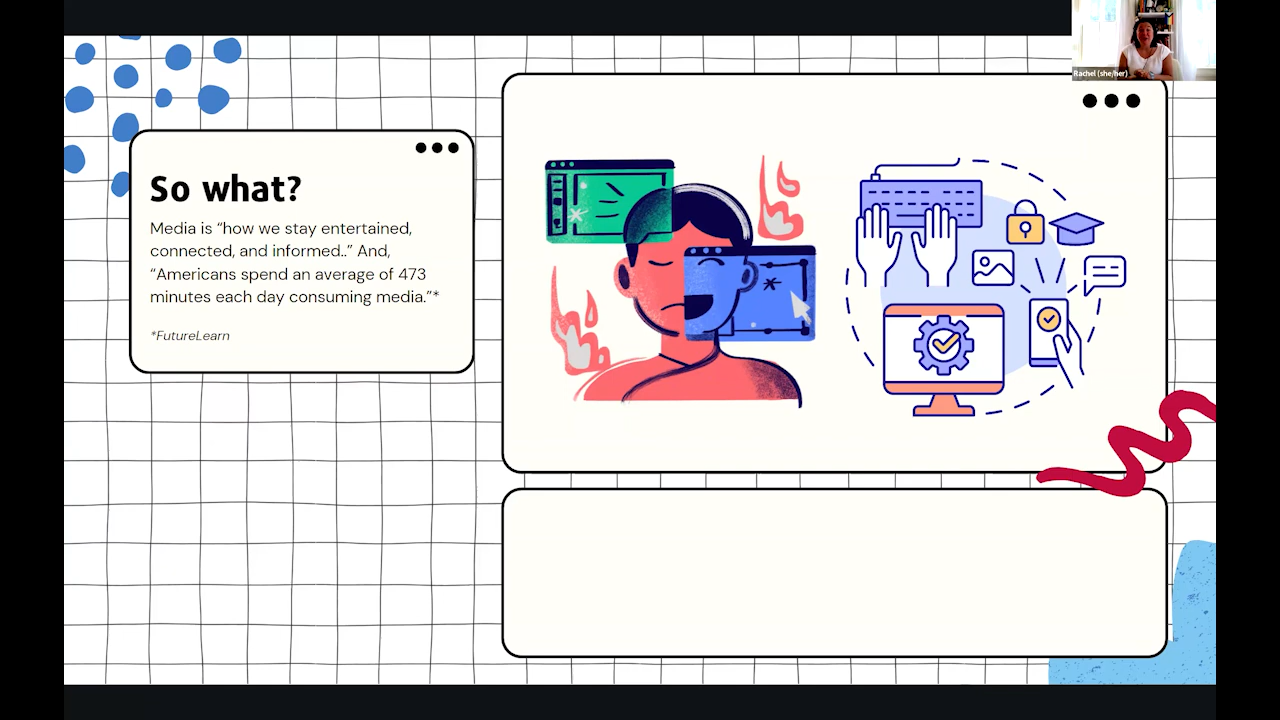 Rachel (she/her)
So what?
Media is “how we stay entertained,
connected, and informed..” And,
“Americans spend an average of 473
minutes each day consuming media.”*
*FutureLearn